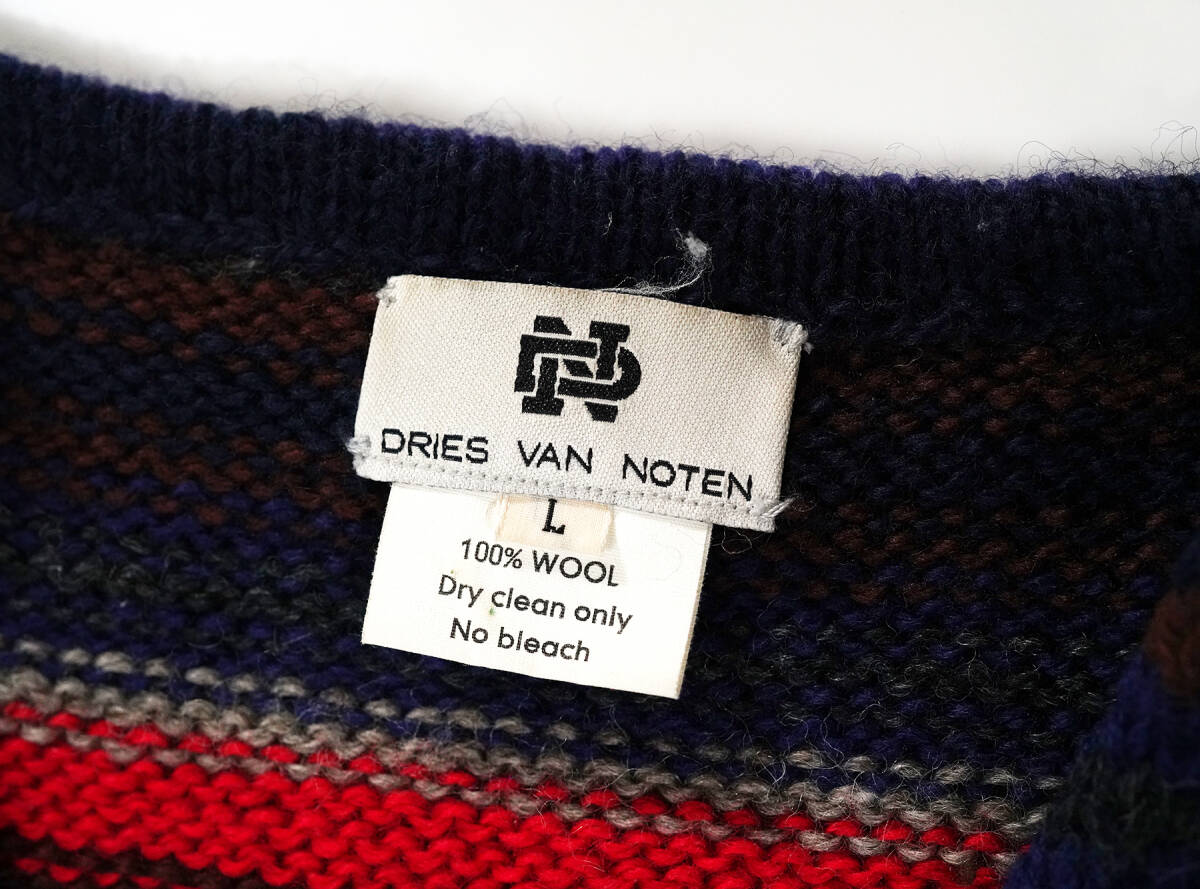 DRIES VAN NOTEN
L
100% WOOL
Dry clean only
No bleach